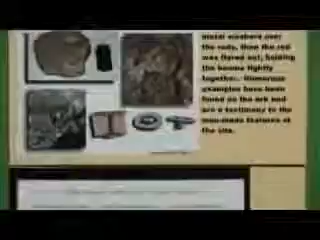 metal washers over
the rods, then the rod
was flared out, holding
the beams tightly
together. Numerous
examples have been
found on the ark and
are a testimony to the
man-made features of
the site.